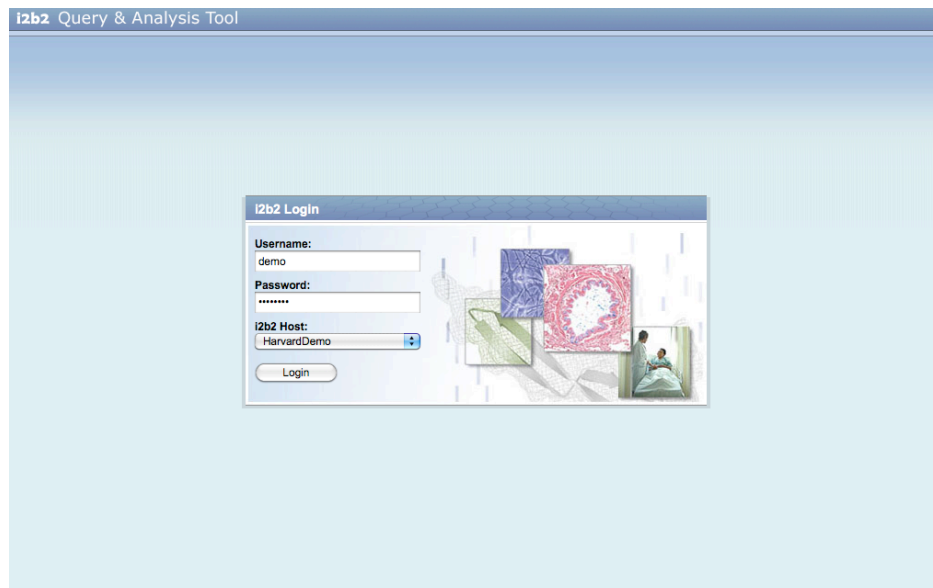 i2b2 Query & Analysis Tool
i2b2 Login
Username:
demo
Password:
••••••••
i2b2 Host:
HarvardDemo
Login